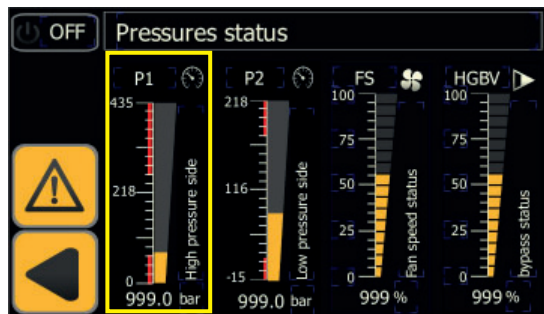 OFF
Pressures status
P1
435
218
0
High pressure side
999.0 bar
P2
218
116
-15
Low pressure side
999.0 bar
FS
100
75
50
25
0
Fan speed status
999 %
HGBV
100
75
50
25
0
bypass status
999 %